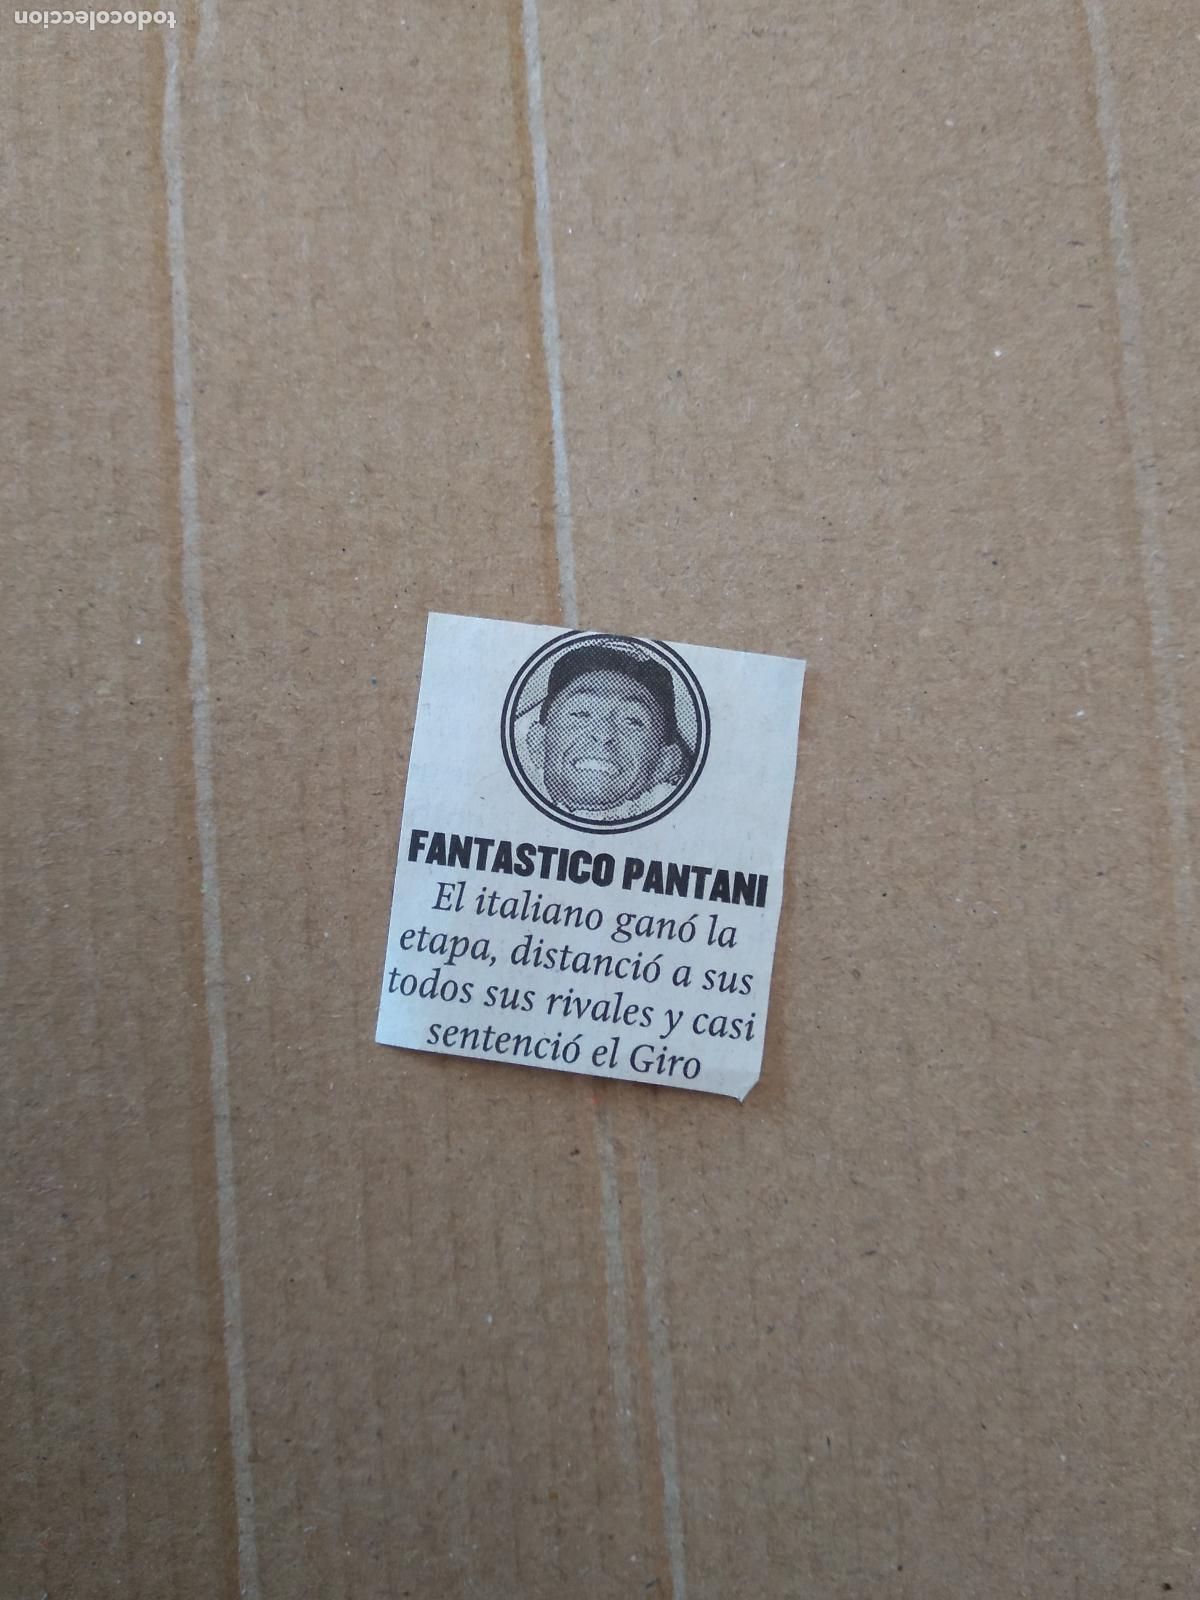 todocoleccion
FANTASTICO PANTANI
El italiano ganó la
etapa, distanció a sus
todos sus rivales y casi
sentenció el Giro